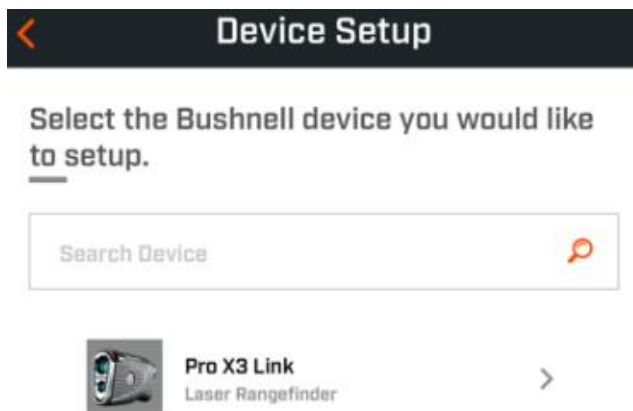 Device Setup
Select the Bushnell device you would like
to setup.
Search Device
Pro X3 Link
Laser Rangefinder